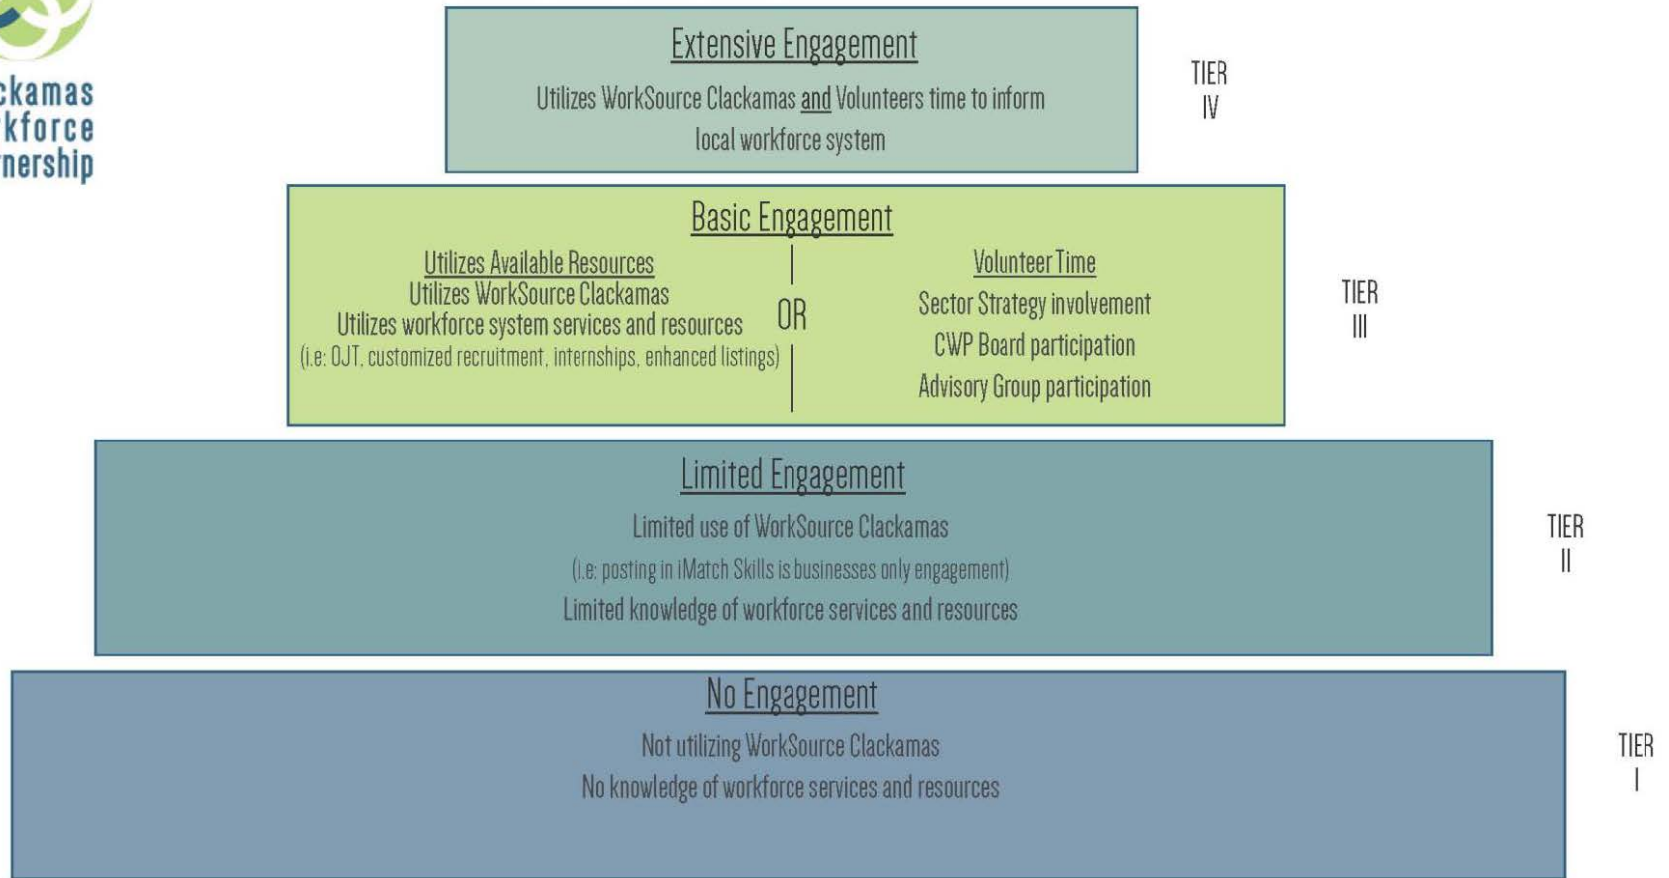 ckamas
kforce
nership
Extensive Engagement
Utilizes WorkSource Clackamas and Volunteers time to inform
local workforce system
TIER
IV
Basic Engagement
Utilizes Available Resources
Utilizes WorkSource Clackamas
Utilizes workforce system services and resources
(i.e: OJT, customized recruitment, internships, enhanced listings)
OR
Volunteer Time
Sector Strategy involvement
CWP Board participation
Advisory Group participation
TIER
III
Limited Engagement
Limited use of WorkSource Clackamas
(i.e: posting in iMatch Skills is businesses only engagement)
Limited knowledge of workforce services and resources
TIER
II
No Engagement
Not utilizing WorkSource Clackamas
No knowledge of workforce services and resources
TIER
I